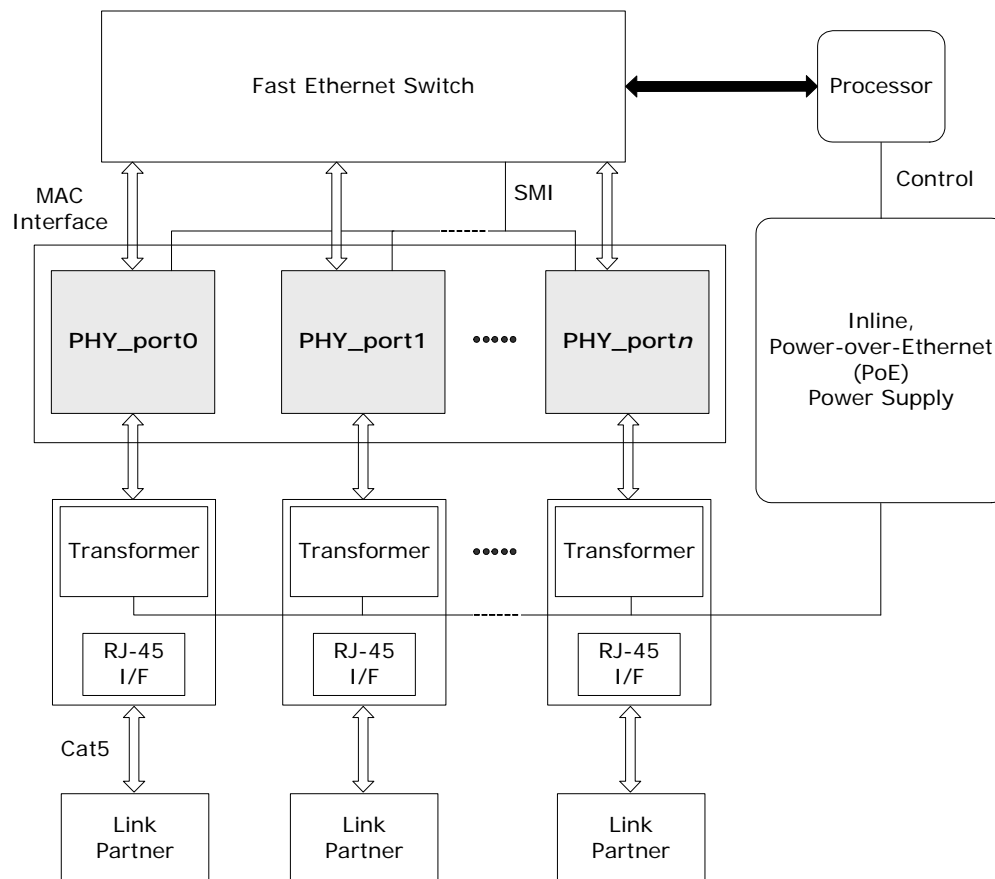 Fast Ethernet Switch
Processor
MAC
Interface
SMI
Control
PHY_port0
PHY_port1
PHY_portn
Inline,
Power-over-Ethernet
(PoE)
Power Supply
Transformer
Transformer
Transformer
RJ-45
I/F
RJ-45
I/F
RJ-45
I/F
Cat5
Link
Partner
Link
Partner
Link
Partner